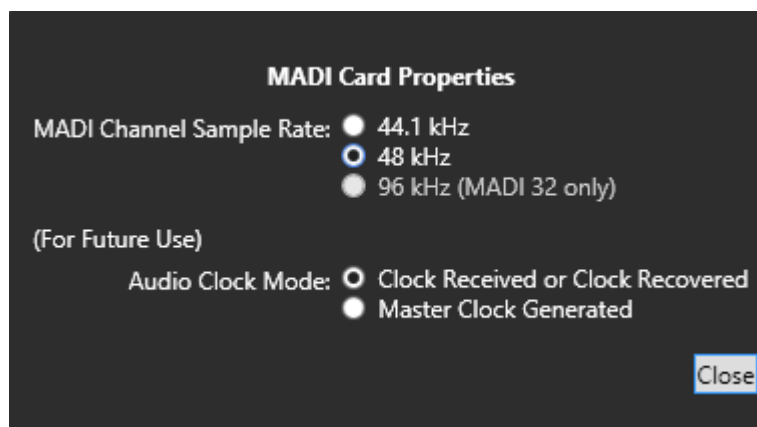 MADI Card Properties
MADI Channel Sample Rate: 44.1 kHz
48 kHz
96 kHz (MADI 32 only)
(For Future Use)
Audio Clock Mode: Clock Received or Clock Recovered
Master Clock Generated
Close